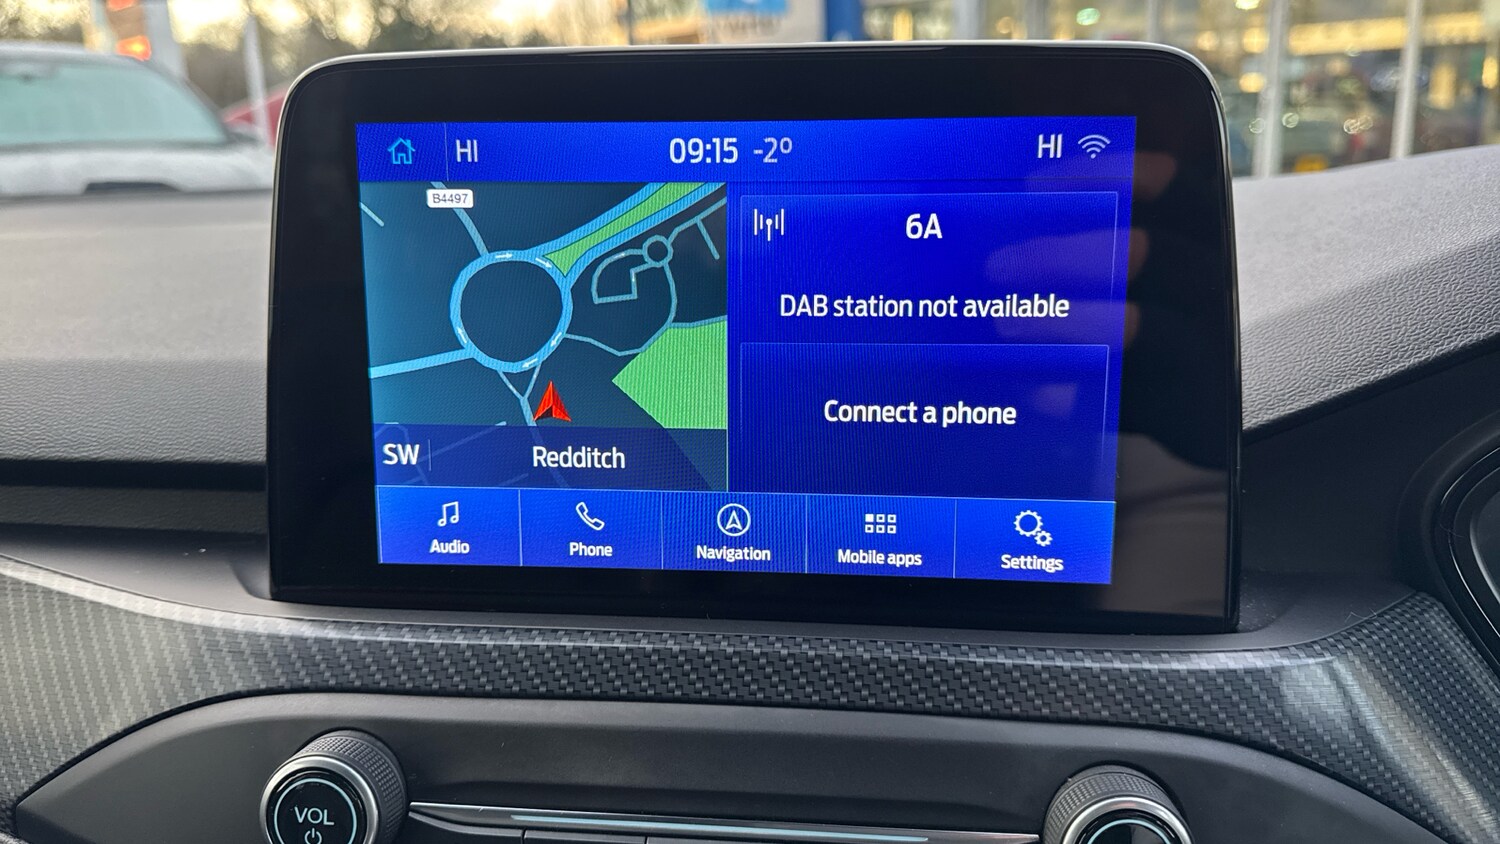 HI
09:15 -2°
HI
B4497
6A
DAB station not available
Connect a phone
SW
Redditch
Audio
Phone
Navigation
Mobile apps
Settings
VOL